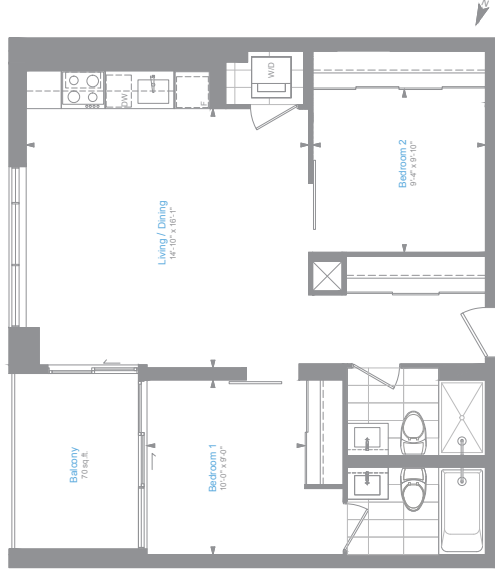 N
W/D
DW
F
Bedroom 2
9'-4" x 9'-10"
Living / Dining
14'-10" x 16'-1"
Balcony
70 sq.ft.
Bedroom 1
10'-0" x 9'-0"